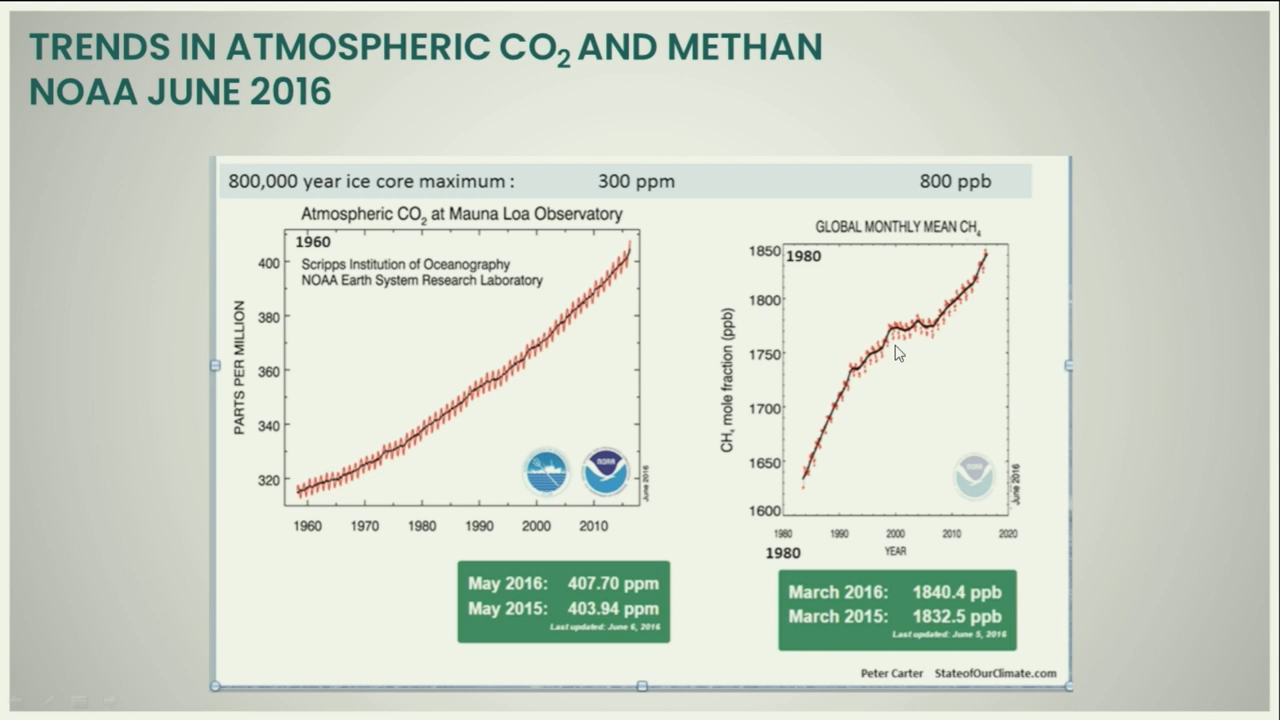 TRENDS IN ATMOSPHERIC CO₂ AND METHAN
NOAA JUNE 2016
800,000 year ice core maximum : 300 ppm 800 ppb
Atmospheric CO₂ at Mauna Loa Observatory
1960
Scripps Institution of Oceanography
NOAA Earth System Research Laboratory
PARTS PER MILLION
400
380
360
340
320
1960 1970 1980 1990 2000 2010
NOAA
June 2016
May 2016: 407.70 ppm
May 2015: 403.94 ppm
Last updated: June 6, 2016
GLOBAL MONTHLY MEAN CH₄
1980
CH₄ mole fraction (ppb)
1850
1800
1750
1700
1650
1600
1980 1990 2000 2010 2020
1980 YEAR
NOAA
June 2016
March 2016: 1840.4 ppb
March 2015: 1832.5 ppb
Last updated: June 5, 2016
Peter Carter StateofOurClimate.com